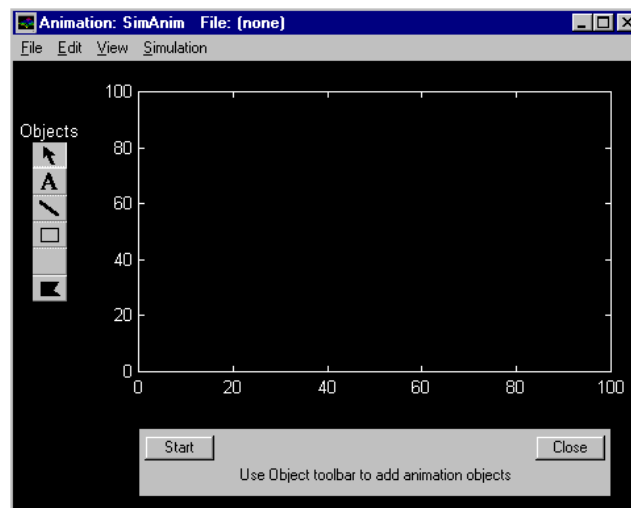 Animation: SimAnim File: (none)
File Edit View Simulation
Objects
A
100
80
60
40
20
0
0 20 40 60 80 100
Start Close
Use Object toolbar to add animation objects